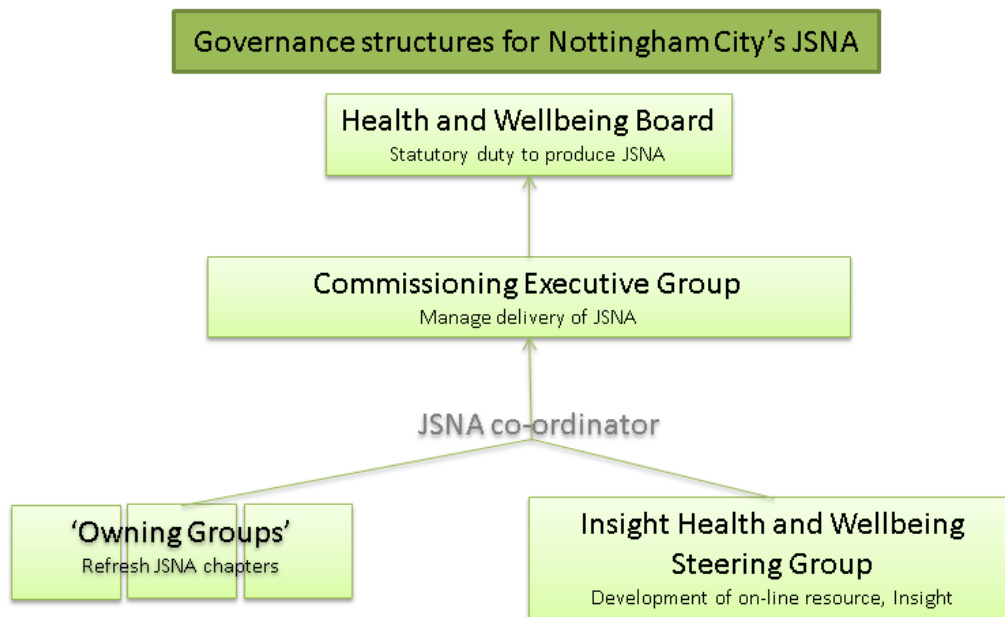 Governance structures for Nottingham City's JSNA
Health and Wellbeing Board
Statutory duty to produce JSNA
Commissioning Executive Group
Manage delivery of JSNA
JSNA co-ordinator
‘Owning Groups’
Refresh JSNA chapters
Insight Health and Wellbeing
Steering Group
Development of on-line resource, Insight